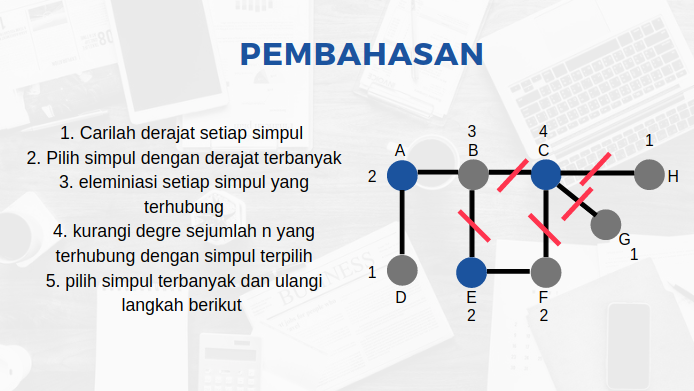 PEMBAHASAN
1. Carilah derajat setiap simpul
2. Pilih simpul dengan derajat terbanyak
3. eleminiasi setiap simpul yang
terhubung
4. kurangi degre sejumlah n yang
terhubung dengan simpul terpilih
5. pilih simpul terbanyak dan ulangi
langkah berikut
3 4
A B C 1
2 H
G
1
1
D E F
2 2
BUSINESS